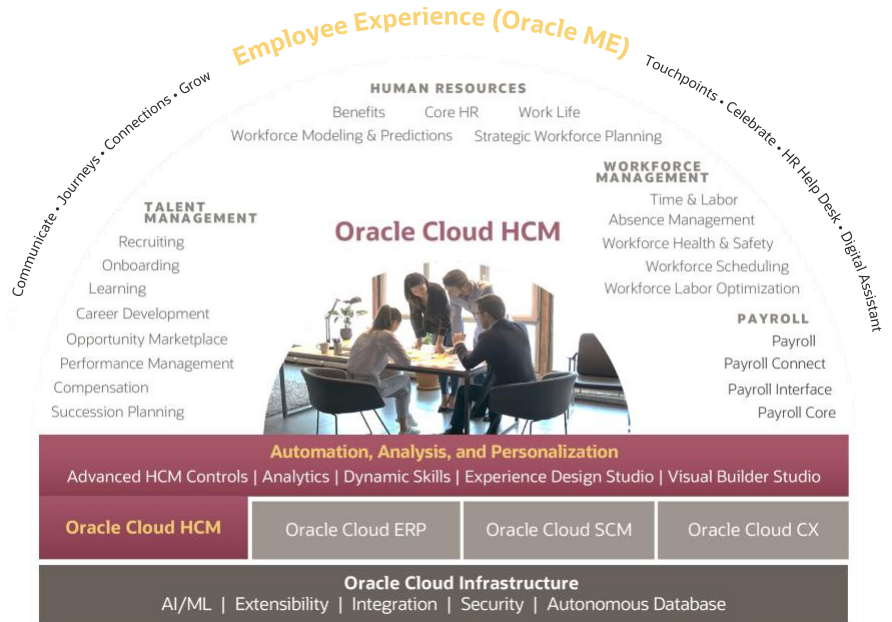 Employee Experience (Oracle ME)
Communicate • Journeys • Connections • Grow
Touchpoints • Celebrate • HR Help Desk • Digital Assistant
HUMAN RESOURCES
Benefits Core HR Work Life
Workforce Modeling & Predictions Strategic Workforce Planning
TALENT
MANAGEMENT
Recruiting
Onboarding
Learning
Career Development
Opportunity Marketplace
Performance Management
Compensation
Succession Planning
Oracle Cloud HCM
WORKFORCE
MANAGEMENT
Time & Labor
Absence Management
Workforce Health & Safety
Workforce Scheduling
Workforce Labor Optimization
PAYROLL
Payroll
Payroll Connect
Payroll Interface
Payroll Core
Automation, Analysis, and Personalization
Advanced HCM Controls | Analytics | Dynamic Skills | Experience Design Studio | Visual Builder Studio
Oracle Cloud HCM
Oracle Cloud ERP
Oracle Cloud SCM
Oracle Cloud CX
Oracle Cloud Infrastructure
AI/ML | Extensibility | Integration | Security | Autonomous Database